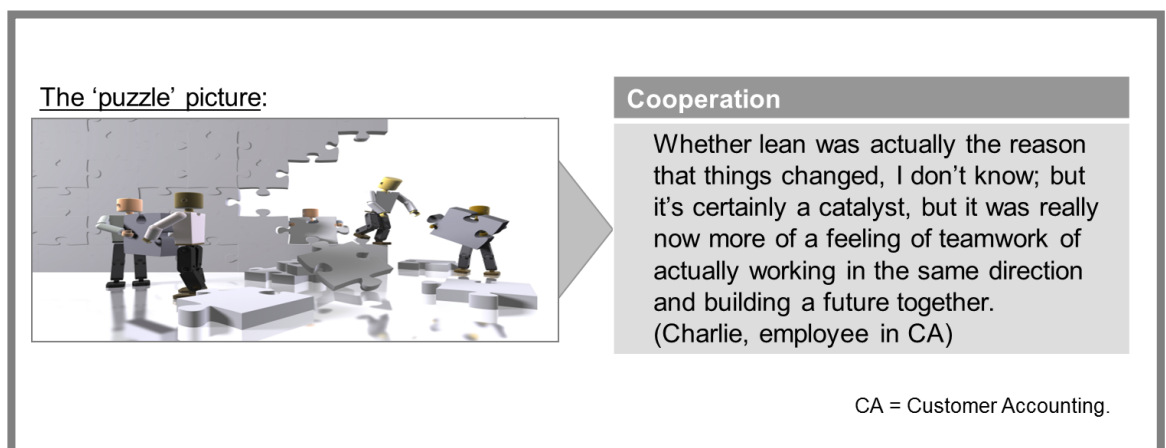 The ‘puzzle’ picture:
Cooperation
Whether lean was actually the reason
that things changed, I don’t know; but
it’s certainly a catalyst, but it was really
now more of a feeling of teamwork of
actually working in the same direction
and building a future together.
(Charlie, employee in CA)
CA = Customer Accounting.